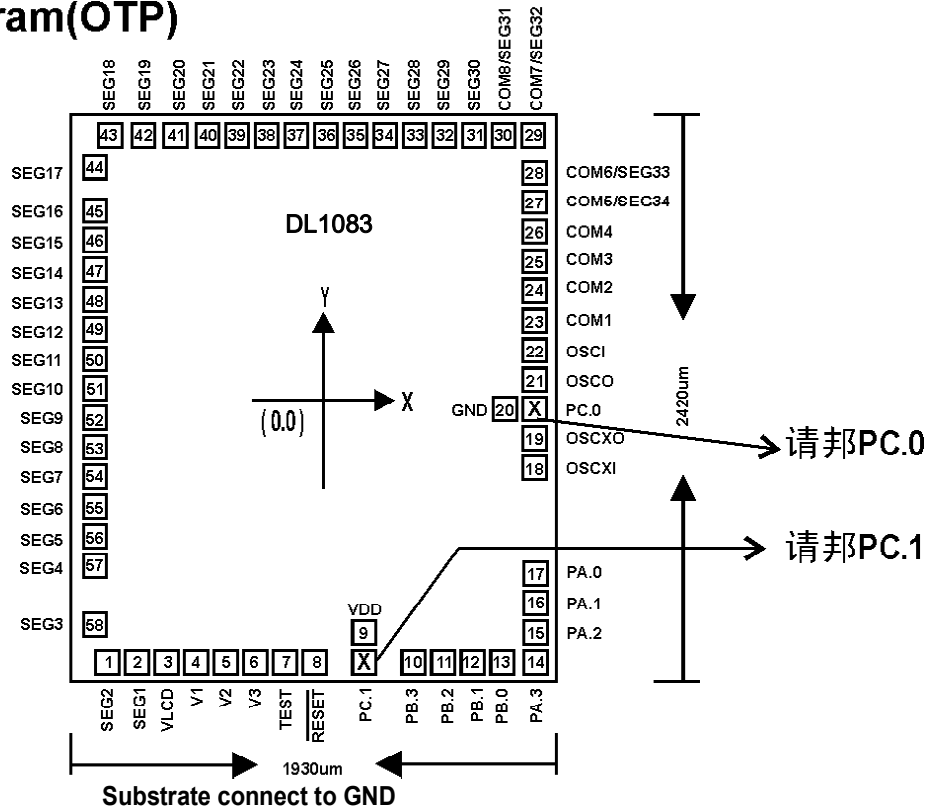 ram(OTP)
SEG18 SEG19 SEG20 SEG21 SEG22 SEG23 SEG24 SEG25 SEG26 SEG27 SEG28 SEG29 SEG30 COM8/SEG31 COM7/SEG32
43 42 41 40 39 38 37 36 35 34 33 32 31 30 29
SEG17 44
28 COM6/SEG33
27 COM5/SEG34
SEG16 45
DL1083
26 COM4
SEG15 46
25 COM3
SEG14 47
24 COM2
SEG13 48
Y
23 COM1
SEG12 49
22 OSCI
SEG11 50
21 OSCO
SEG10 51
X
2420um
GND 20 X PC.0
SEG9 52
(0.0)
19 OSCXO
请邦PC.0
SEG8 53
18 OSCXI
SEG7 54
SEG6 55
SEG5 56
请邦PC.1
SEG4 57
17 PA.0
16 PA.1
VDD
SEG3 58
9
15 PA.2
1 2 3 4 5 6 7 8 X 10 11 12 13 14
SEG2 SEG1 VLCD V1 V2 V3 TEST RESET PC.1 PB.3 PB.2 PB.1 PB.0 PA.3
1930um
Substrate connect to GND